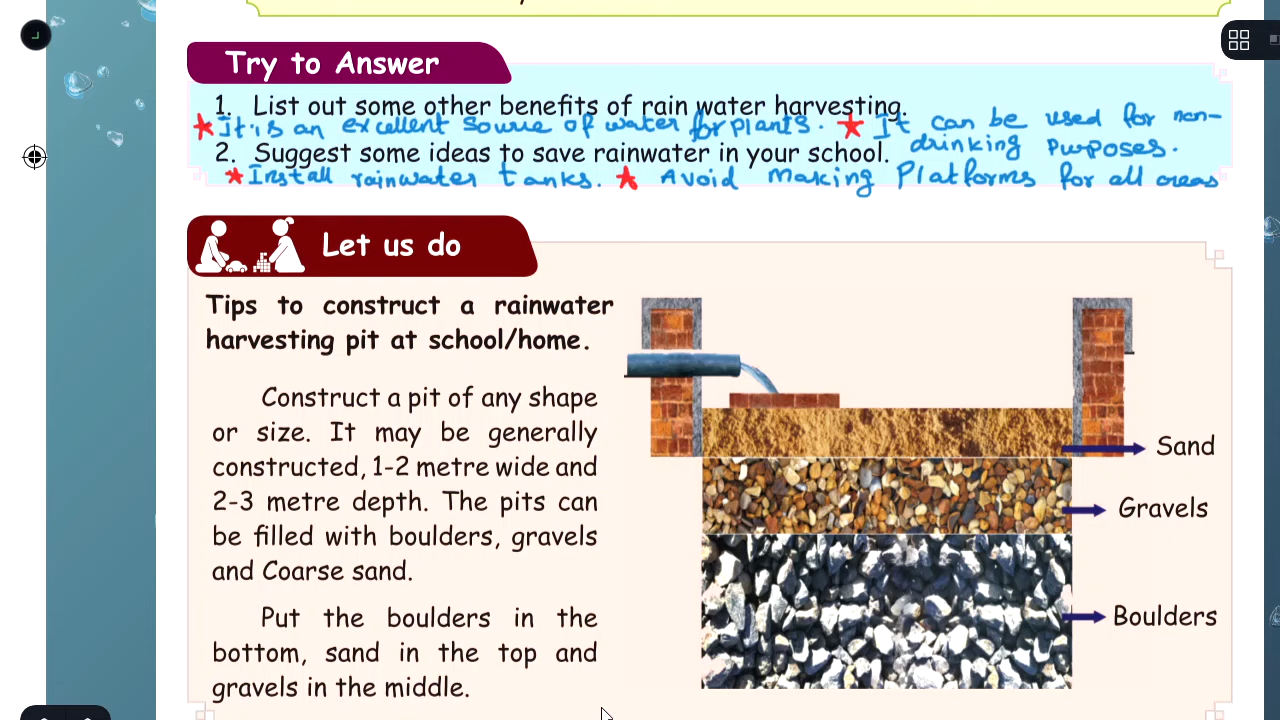 Try to Answer
1. List out some other benefits of rain water harvesting.
★ It is an excellent source of water for plants. ★ It can be used for non-
drinking purposes.
2. Suggest some ideas to save rainwater in your school.
★ Install rainwater tanks. ★ Avoid making Platforms for all areas
Let us do
Tips to construct a rainwater
harvesting pit at school/home.
Construct a pit of any shape
or size. It may be generally
constructed, 1-2 metre wide and
2-3 metre depth. The pits can
be filled with boulders, gravels
and Coarse sand.
Put the boulders in the
bottom, sand in the top and
gravels in the middle.
Sand
Gravels
Boulders